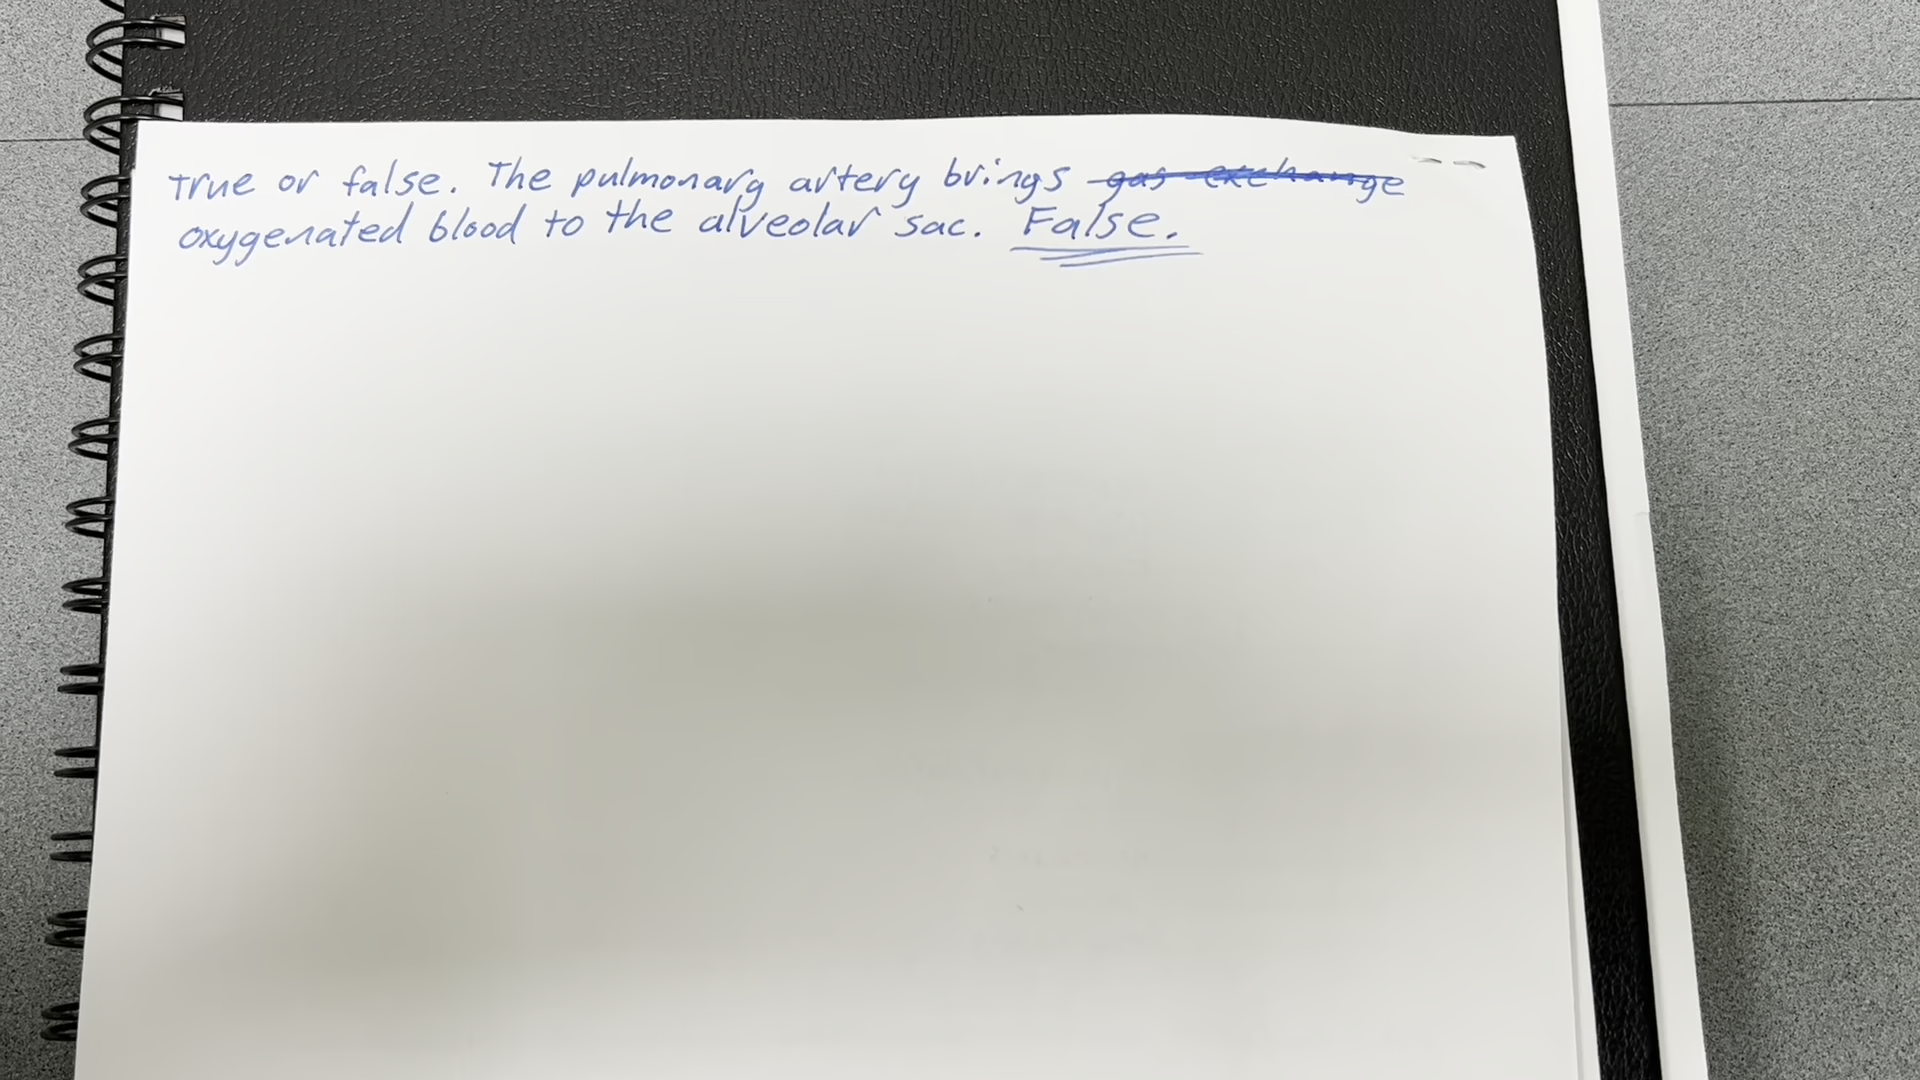 True or false. The pulmonary artery brings gas exchange
oxygenated blood to the alveolar sac. False.